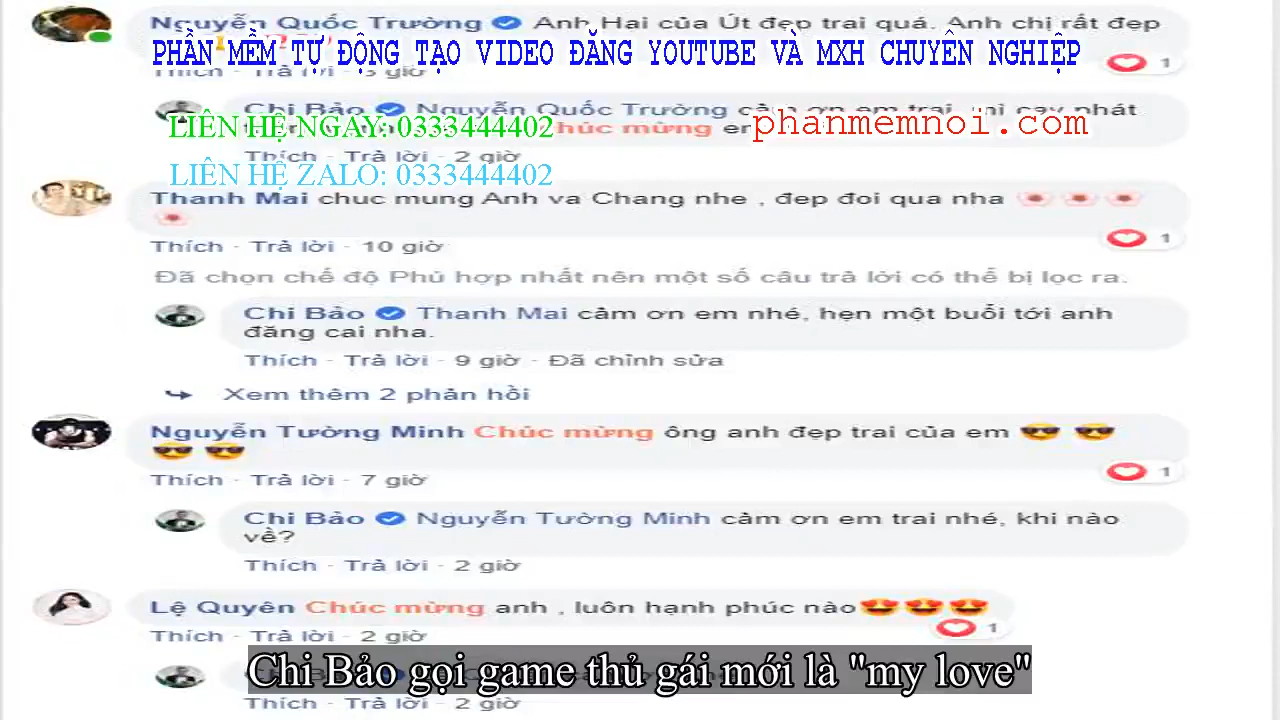 Nguyễn Quốc Trường Anh Hai của Út đẹp trai quá. Anh chị rất đẹp
PHẦN MỀM TỰ ĐỘNG TẠO VIDEO ĐĂNG YOUTUBE VÀ MXH CHUYÊN NGHIỆP
1
Thích · Trả lời · 3 giờ
Chi Bảo Nguyễn Quốc Trường cảm ơn em trai
LIÊN HỆ NGAY: 0333444402
phanmemnoi.com
Chúc mừng
Thích · Trả lời · 2 giờ
LIÊN HỆ ZALO: 0333444402
Thanh Mai chuc mung Anh va Chang nhe , đep đoi qua nha
Thích · Trả lời · 10 giờ
1
Đã chọn chế độ Phù hợp nhất nên một số câu trả lời có thể bị lọc ra.
Chi Bảo Thanh Mai cảm ơn em nhé, hẹn một buổi tới anh
đăng cai nha.
Thích · Trả lời · 9 giờ · Đã chỉnh sửa
Xem thêm 2 phản hồi
Nguyễn Tường Minh Chúc mừng ông anh đẹp trai của em
1
Thích · Trả lời · 7 giờ
Chi Bảo Nguyễn Tường Minh cảm ơn em trai nhé, khi nào
về?
Thích · Trả lời · 2 giờ
Lệ Quyên Chúc mừng anh , luôn hạnh phúc nào
1
Thích · Trả lời · 2 giờ
Chi Bảo gọi game thủ gái mới là "my love"
Thích · Trả lời · 2 giờ